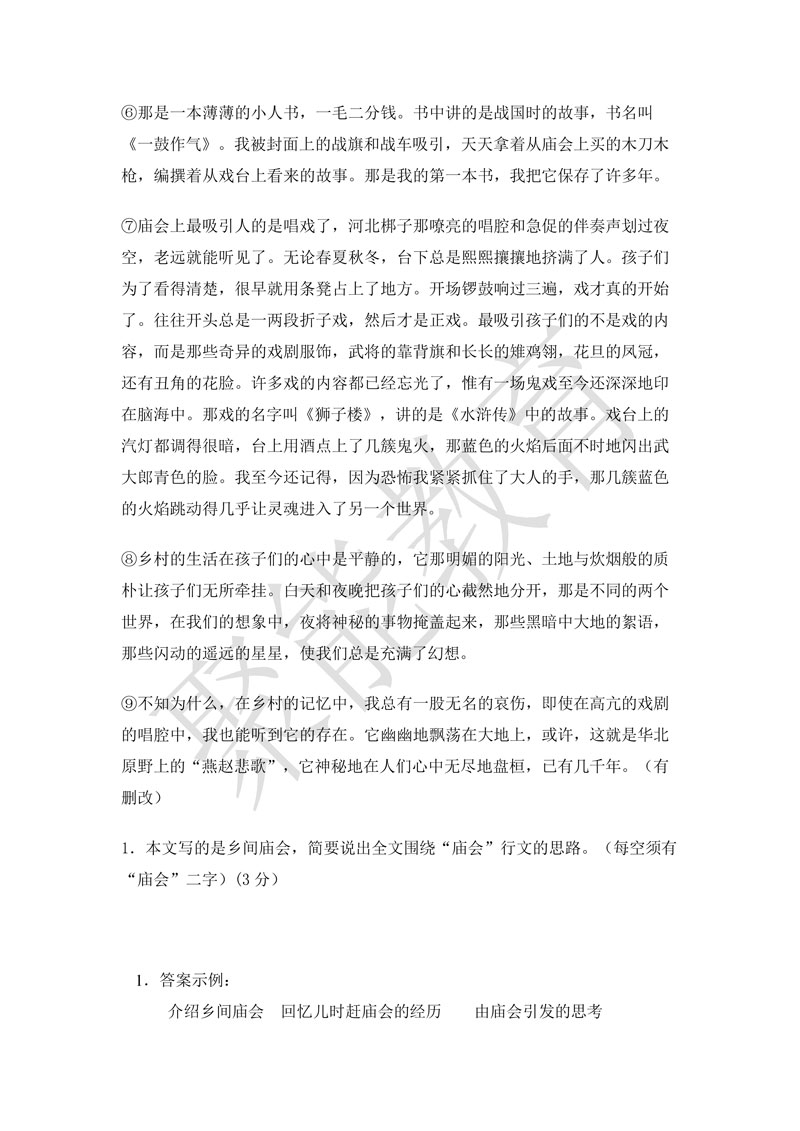 ⑥那是一本薄薄的小人书，一毛二分钱。书中讲的是战国时的故事，书名叫
《一鼓作气》。我被封面上的战旗和战车吸引，天天拿着从庙会上买的木刀木
枪，编撰着从戏台上看来的故事。那是我的第一本书，我把它保存了许多年。
⑦庙会上最吸引人的是唱戏了，河北梆子那嘹亮的唱腔和急促的伴奏声划过夜
空，老远就能听见了。无论春夏秋冬，台下总是熙熙攘攘地挤满了人。孩子们
为了看得清楚，很早就用条凳占上了地方。开场锣鼓响过三遍，戏才真的开始
了。往往开头总是一两段折子戏，然后才是正戏。最吸引孩子们的不是戏的内
容，而是那些奇异的戏剧服饰，武将的靠背旗和长长的雉鸡翎，花旦的凤冠，
还有丑角的花脸。许多戏的内容都已经忘光了，惟有一场鬼戏至今还深深地印
在脑海中。那戏的名字叫《狮子楼》，讲的是《水浒传》中的故事。戏台上的
汽灯都调得很暗，台上用酒点上了几簇鬼火，那蓝色的火焰后面不时地闪出武
大郎青色的脸。我至今还记得，因为恐怖我紧紧抓住了大人的手，那几簇蓝色
的火焰跳动得几乎让灵魂进入了另一个世界。
⑧乡村的生活在孩子们的心中是平静的，它那明媚的阳光、土地与炊烟般的质
朴让孩子们无所牵挂。白天和夜晚把孩子们的心截然地分开，那是不同的两个
世界，在我们的想象中，夜将神秘的事物掩盖起来，那些黑暗中大地的絮语，
那些闪动的遥远的星星，使我们总是充满了幻想。
⑨不知为什么，在乡村的记忆中，我总有一股无名的哀伤，即使在高亢的戏剧
的唱腔中，我也能听到它的存在。它幽幽地飘荡在大地上，或许，这就是华北
原野上的“燕赵悲歌”，它神秘地在人们心中无尽地盘桓，已有几千年。（有
删改）
1．本文写的是乡间庙会，简要说出全文围绕“庙会”行文的思路。（每空须有
“庙会”二字）(3 分）
1．答案示例：
介绍乡间庙会 回忆儿时赶庙会的经历 由庙会引发的思考
聚能教育